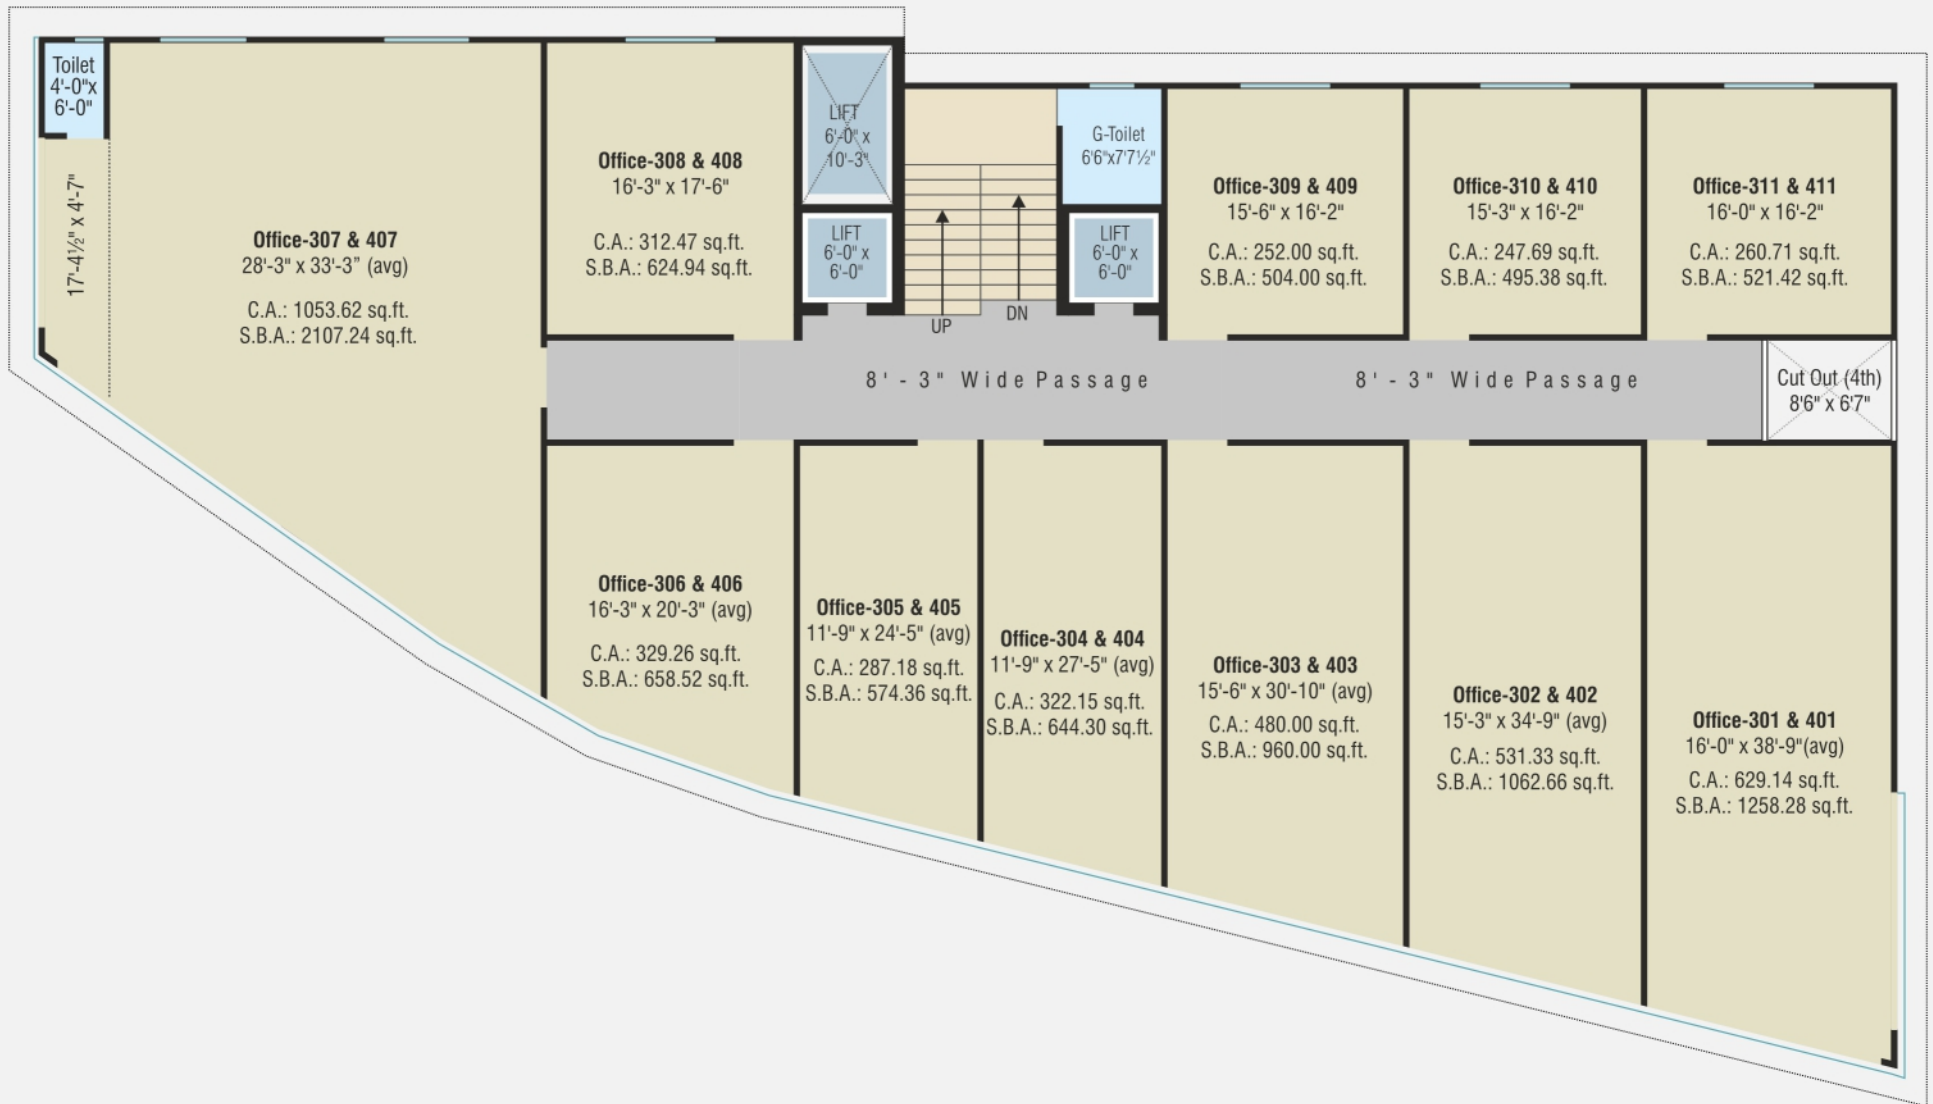 Toilet
4'-0"x
6'-0"
17'-4½" x 4'-7"
Office-307 & 407
28'-3" x 33'-3” (avg)
C.A.: 1053.62 sq.ft.
S.B.A.: 2107.24 sq.ft.
Office-308 & 408
16'-3" x 17'-6"
C.A.: 312.47 sq.ft.
S.B.A.: 624.94 sq.ft.
LIFT
6'-0" x
10'-3"
LIFT
6'-0" x
6'-0"
UP
DN
G-Toilet
6'6"x7'7½"
LIFT
6'-0" x
6'-0"
Office-309 & 409
15'-6" x 16'-2"
C.A.: 252.00 sq.ft.
S.B.A.: 504.00 sq.ft.
Office-310 & 410
15'-3" x 16'-2"
C.A.: 247.69 sq.ft.
S.B.A.: 495.38 sq.ft.
Office-311 & 411
16'-0" x 16'-2"
C.A.: 260.71 sq.ft.
S.B.A.: 521.42 sq.ft.
8'-3" Wide Passage
8'-3" Wide Passage
Cut Out (4th)
8'6" x 6'7"
Office-306 & 406
16'-3" x 20'-3" (avg)
C.A.: 329.26 sq.ft.
S.B.A.: 658.52 sq.ft.
Office-305 & 405
11'-9" x 24'-5" (avg)
C.A.: 287.18 sq.ft.
S.B.A.: 574.36 sq.ft.
Office-304 & 404
11'-9" x 27'-5" (avg)
C.A.: 322.15 sq.ft.
S.B.A.: 644.30 sq.ft.
Office-303 & 403
15'-6" x 30'-10" (avg)
C.A.: 480.00 sq.ft.
S.B.A.: 960.00 sq.ft.
Office-302 & 402
15'-3" x 34'-9" (avg)
C.A.: 531.33 sq.ft.
S.B.A.: 1062.66 sq.ft.
Office-301 & 401
16'-0" x 38'-9"(avg)
C.A.: 629.14 sq.ft.
S.B.A.: 1258.28 sq.ft.